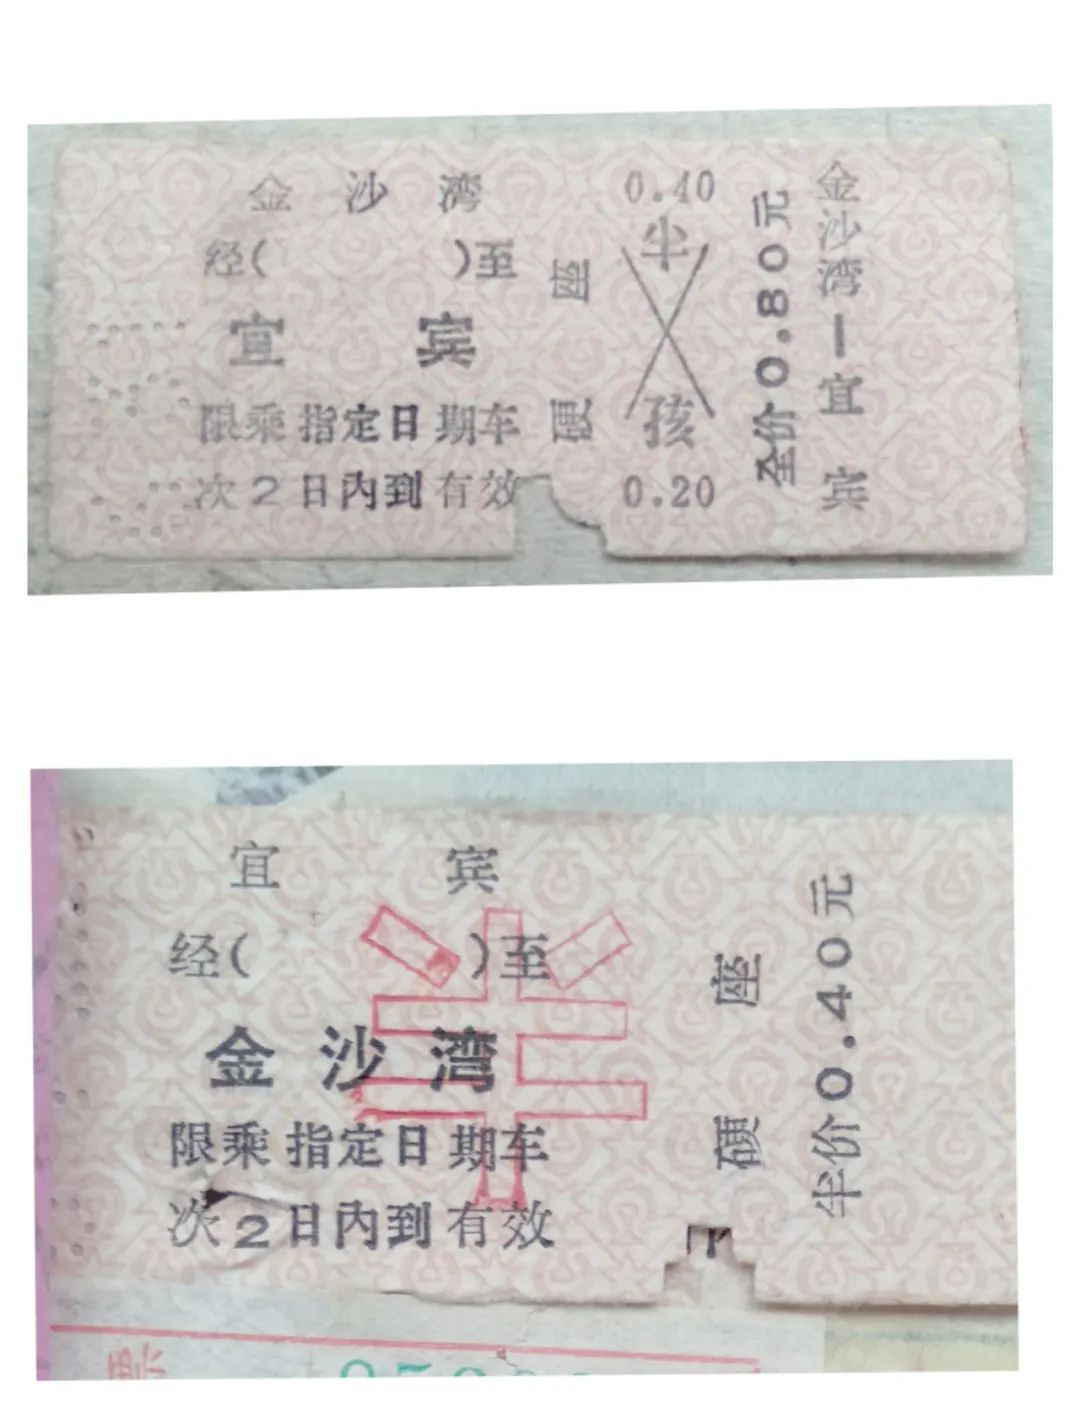 金沙湾
经( )至
宜宾
限乘指定日期车
次2日内到有效
硬座
0.40
半
孩
0.20
全价0.80元
金沙湾—宜宾
宜宾
经( )至
金沙湾
限乘指定日期车
次2日内到有效
半
硬座
半价0.40元
票